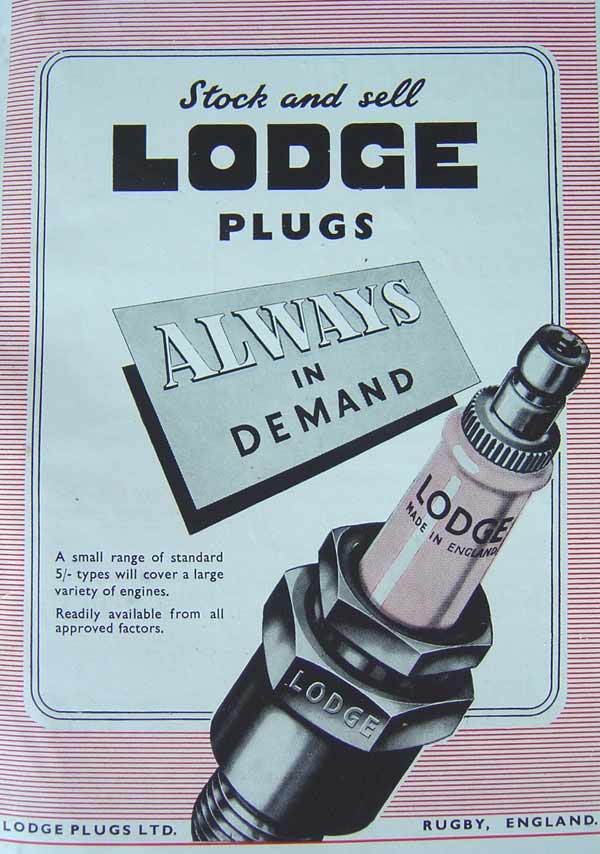 Stock and sell
LODGE
PLUGS
ALWAYS
IN
DEMAND
LODGE
MADE IN ENGLAND
A small range of standard
5/- types will cover a large
variety of engines.
Readily available from all
approved factors.
LODGE
LODGE PLUGS LTD.
RUGBY, ENGLAND.